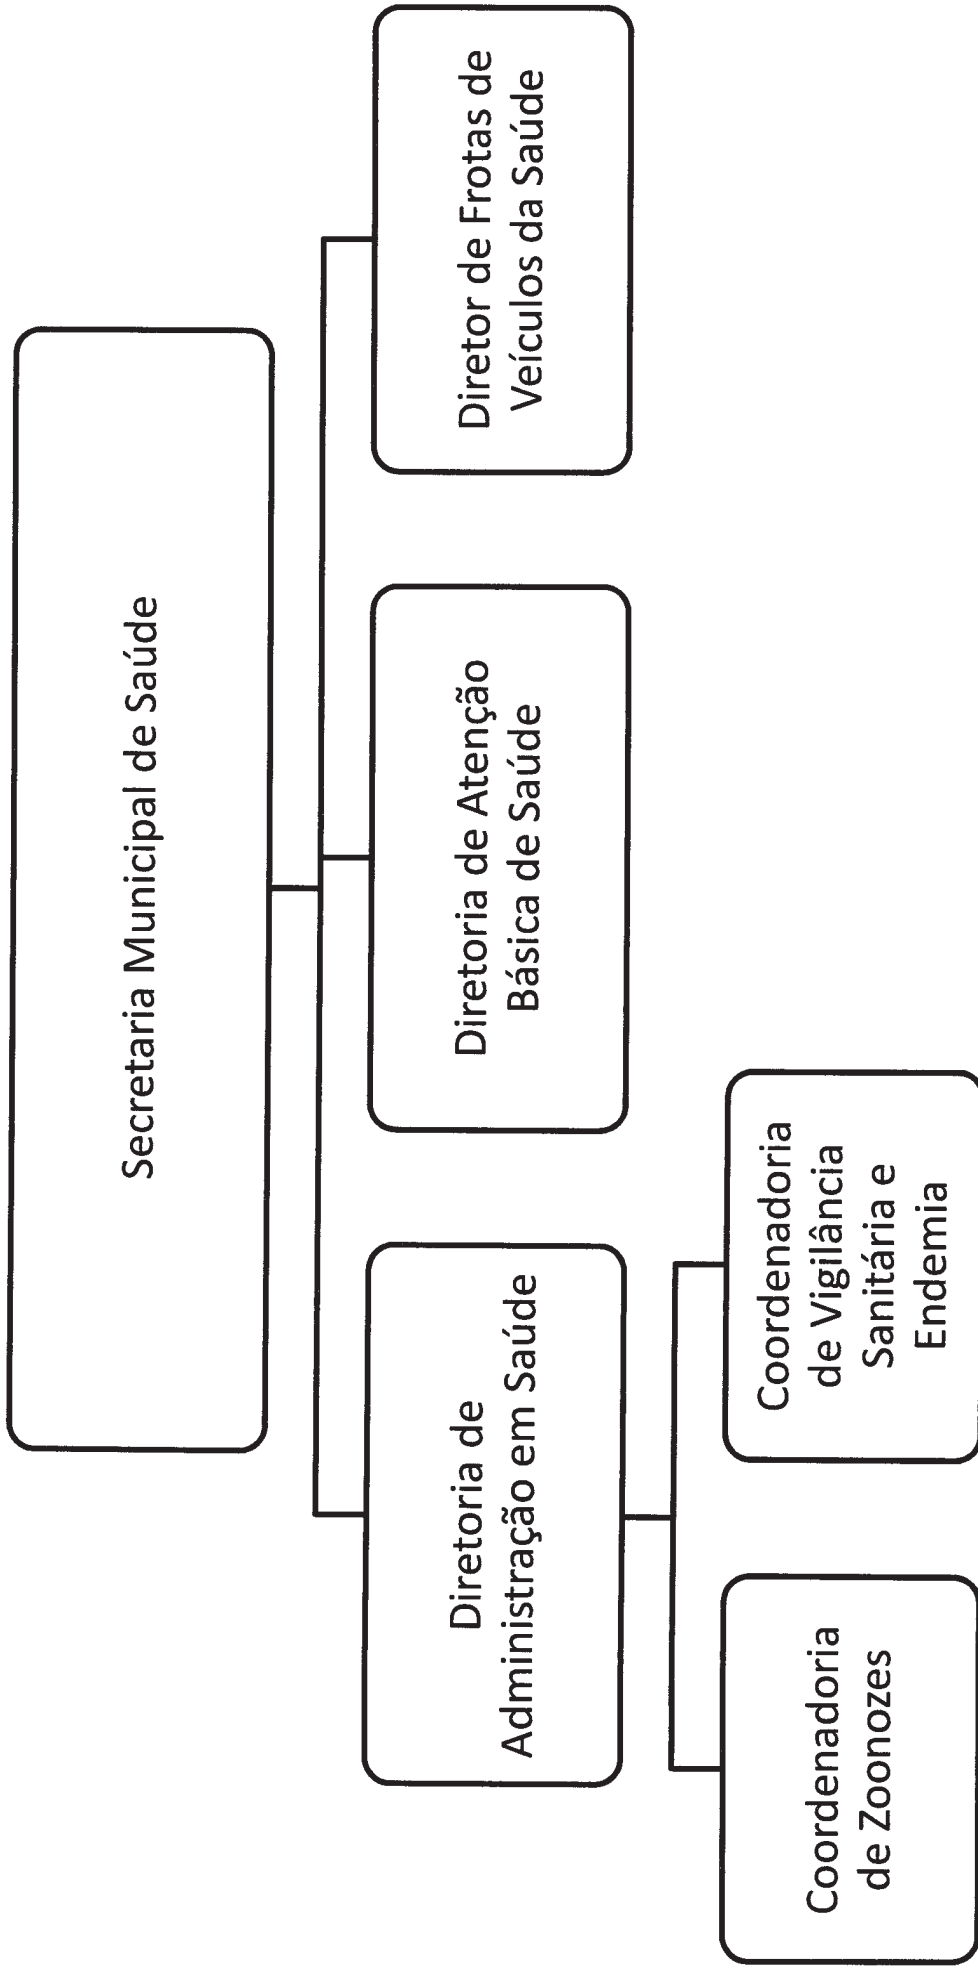 Secretaria Municipal de Saúde
Diretoria de
Administração em Saúde
Diretoria de Atenção
Básica de Saúde
Diretor de Frotas de
Veículos da Saúde
Coordenadoria
de Zoonozes
Coordenadoria
de Vigilância
Sanitária e
Endemia